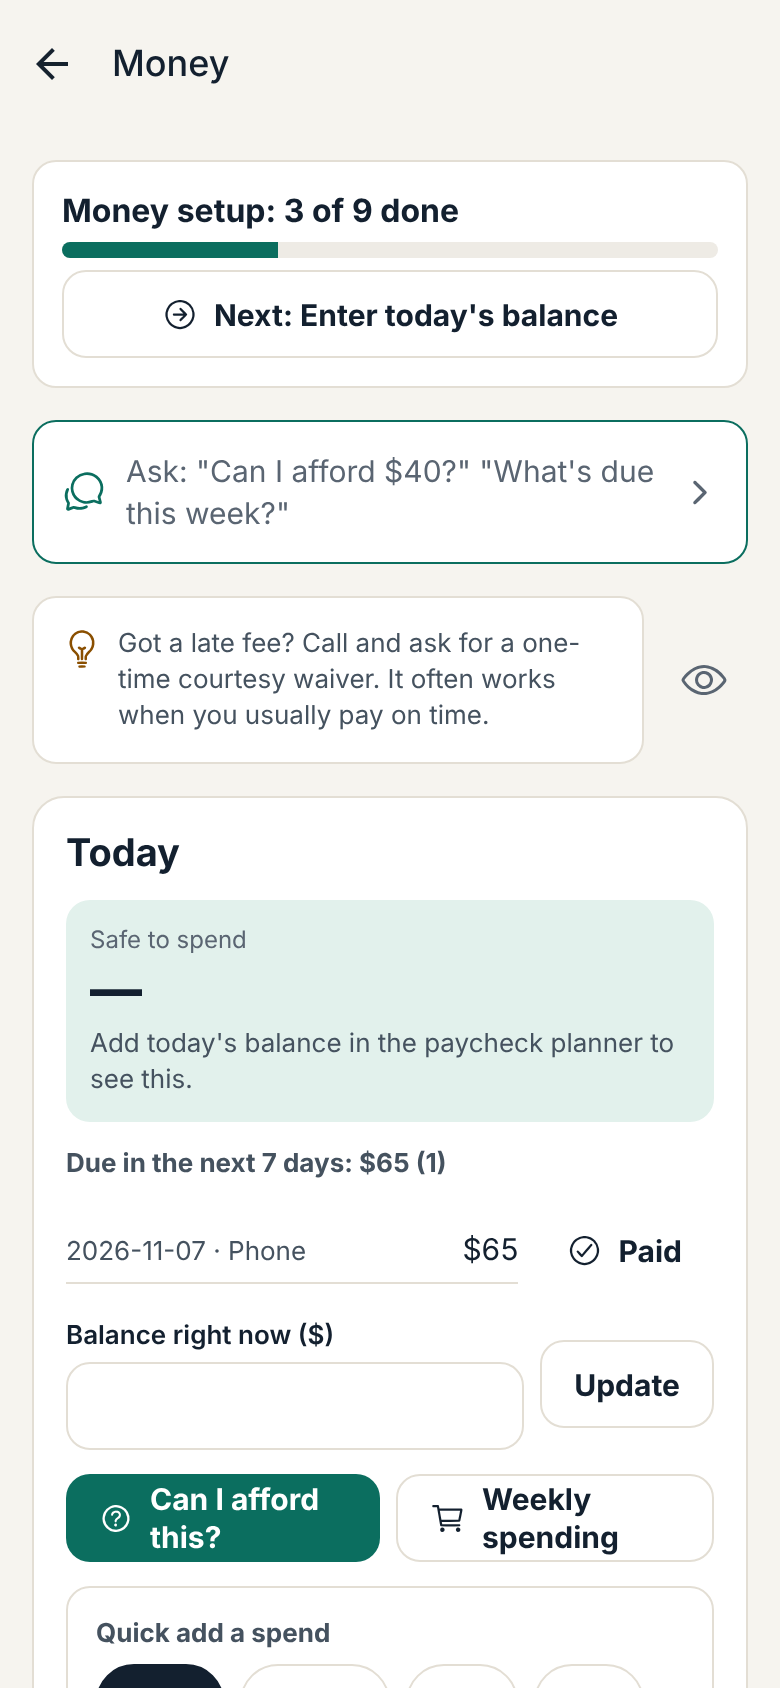 Money
Money setup: 3 of 9 done
Next: Enter today's balance
Ask: "Can I afford $40?" "What's due
this week?"
Got a late fee? Call and ask for a one-
time courtesy waiver. It often works
when you usually pay on time.
Today
Safe to spend
—
Add today's balance in the paycheck planner to
see this.
Due in the next 7 days: $65 (1)
2026-11-07 · Phone $65 Paid
Balance right now ($)
Update
Can I afford
this?
Weekly
spending
Quick add a spend